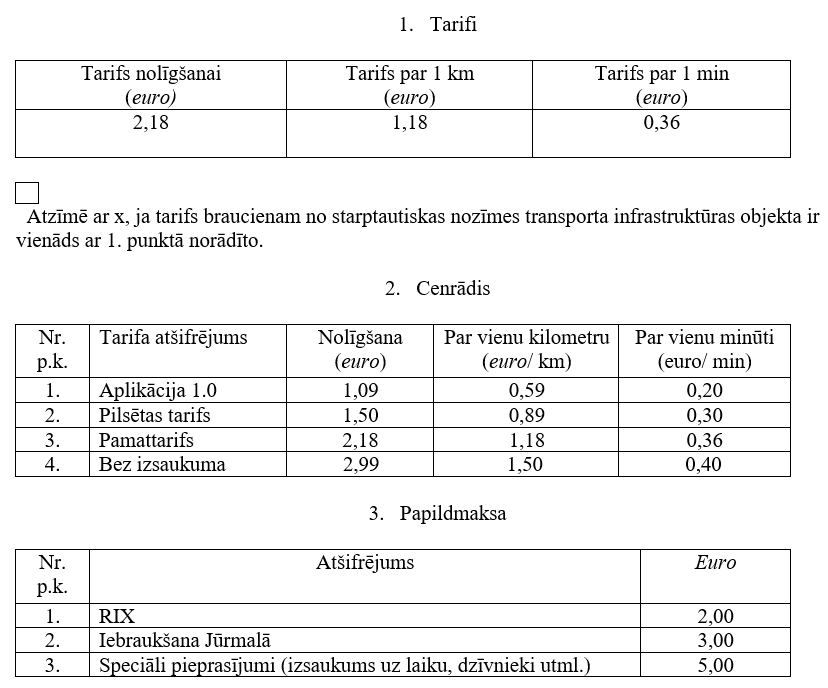 1. Tarifi
Tarifs nolīgšanai Tarifs par 1 km Tarifs par 1 min
(euro) (euro) (euro)
2,18 1,18 0,36
Atzīmē ar x, ja tarifs braucienam no starptautiskas nozīmes transporta infrastruktūras objekta ir
vienāds ar 1. punktā norādīto.
2. Cenrādis
Nr. Tarifa atšifrējums Nolīgšana Par vienu kilometru Par vienu minūti
p.k. (euro) (euro/ km) (euro/ min)
1. Aplikācija 1.0 1,09 0,59 0,20
2. Pilsētas tarifs 1,50 0,89 0,30
3. Pamattarifs 2,18 1,18 0,36
4. Bez izsaukuma 2,99 1,50 0,40
3. Papildmaksa
Nr. Atšifrējums Euro
p.k.
1. RIX 2,00
2. Iebraukšana Jūrmalā 3,00
3. Speciāli pieprasījumi (izsaukums uz laiku, dzīvnieki utml.) 5,00